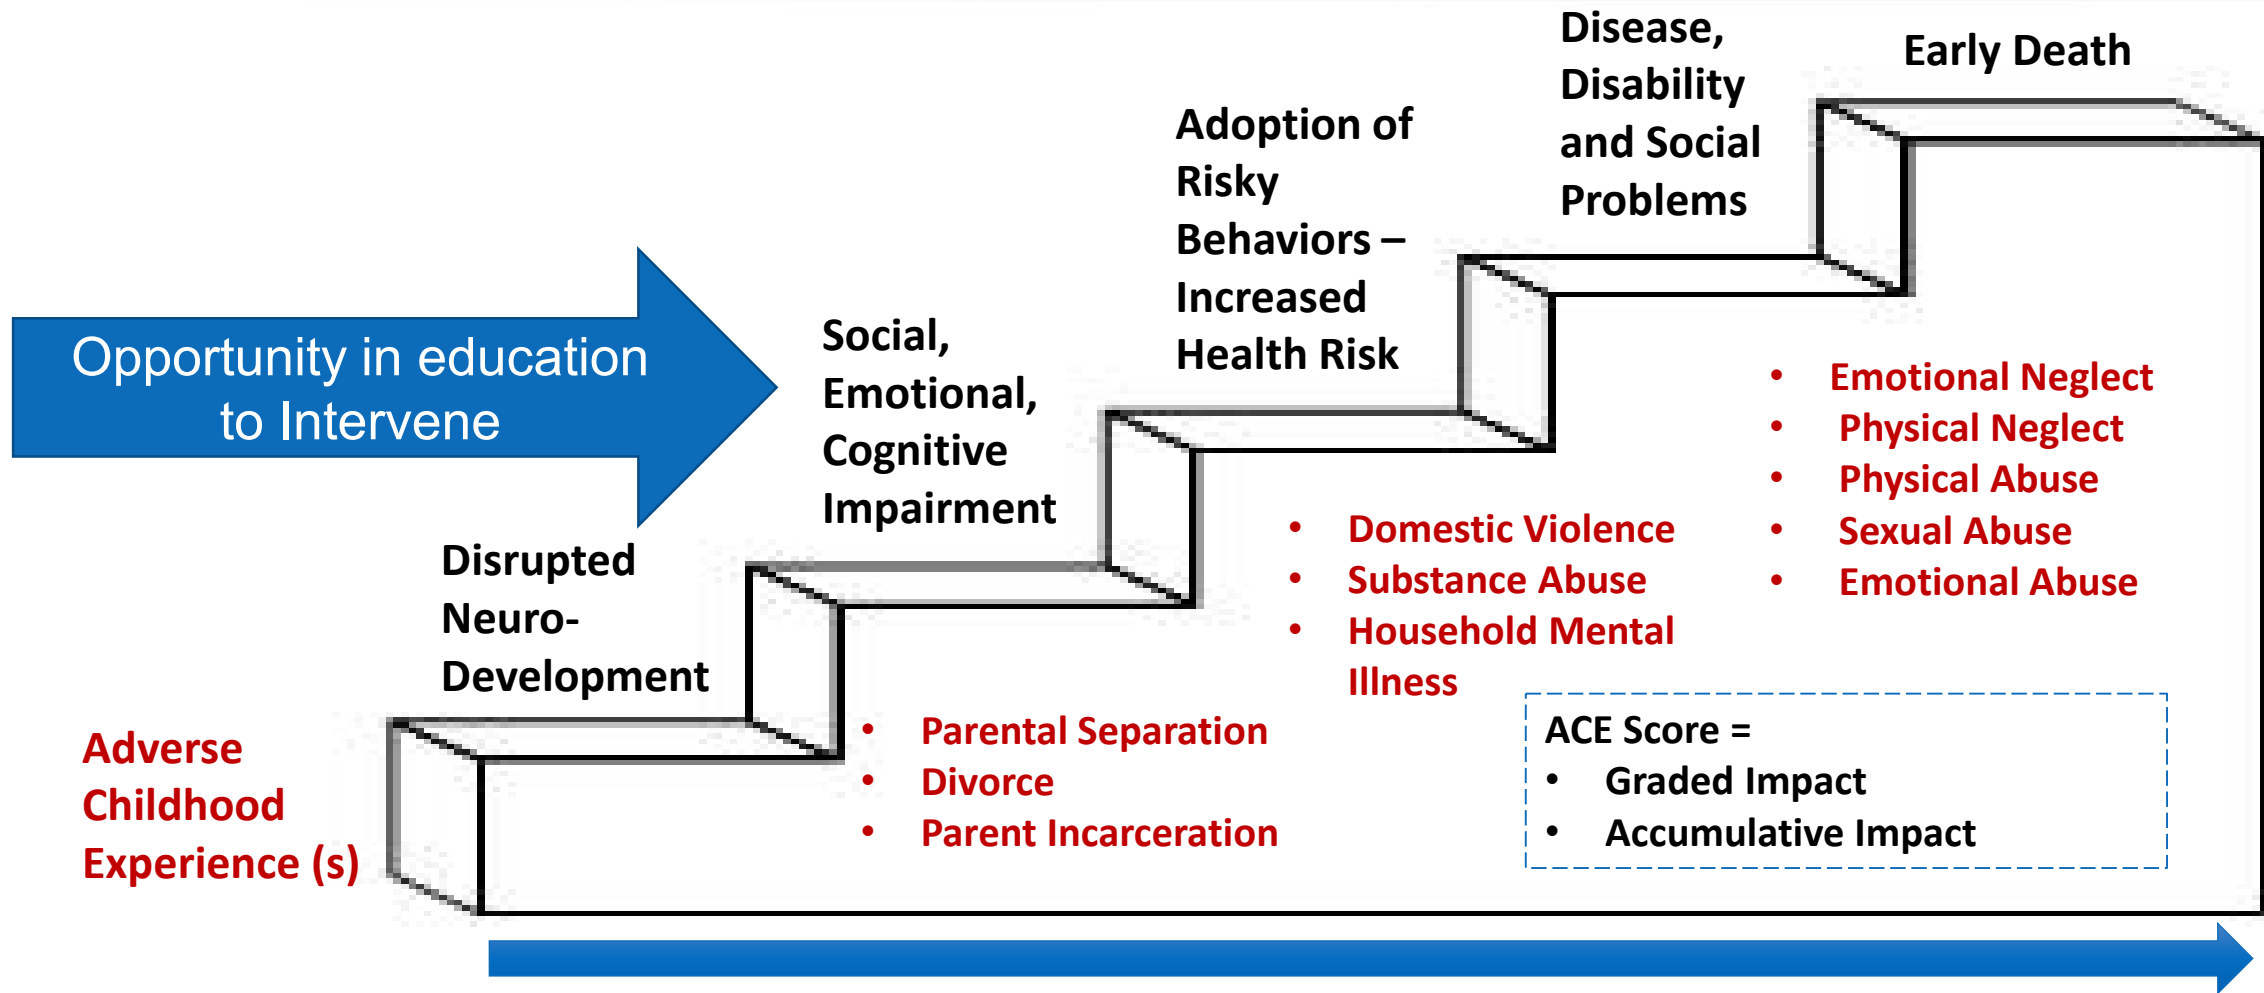 Opportunity in education
to Intervene
Adverse
Childhood
Experience (s)
Disrupted
Neuro-
Development
Social,
Emotional,
Cognitive
Impairment
Adoption of
Risky
Behaviors –
Increased
Health Risk
Disease,
Disability
and Social
Problems
Early Death
• Parental Separation
• Divorce
• Parent Incarceration
• Domestic Violence
• Substance Abuse
• Household Mental
Illness
• Emotional Neglect
• Physical Neglect
• Physical Abuse
• Sexual Abuse
• Emotional Abuse
ACE Score =
• Graded Impact
• Accumulative Impact